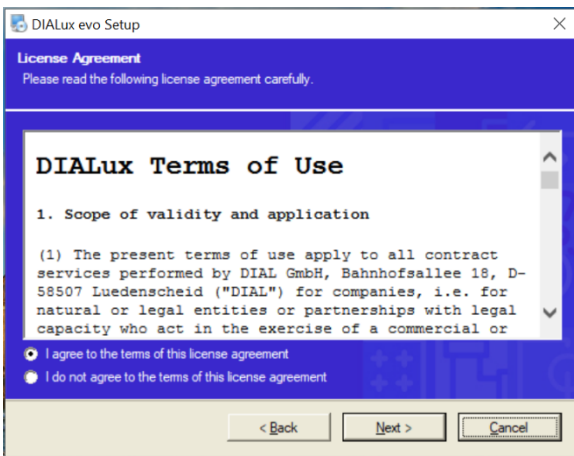 DIALux evo Setup
License Agreement
Please read the following license agreement carefully.
DIALux Terms of Use
1. Scope of validity and application
(1) The present terms of use apply to all contract
services performed by DIAL GmbH, Bahnhofsallee 18, D-
58507 Luedenscheid ("DIAL") for companies, i.e. for
natural or legal entities or partnerships with legal
capacity who act in the exercise of a commercial or
I agree to the terms of this license agreement
I do not agree to the terms of this license agreement
< Back
Next >
Cancel